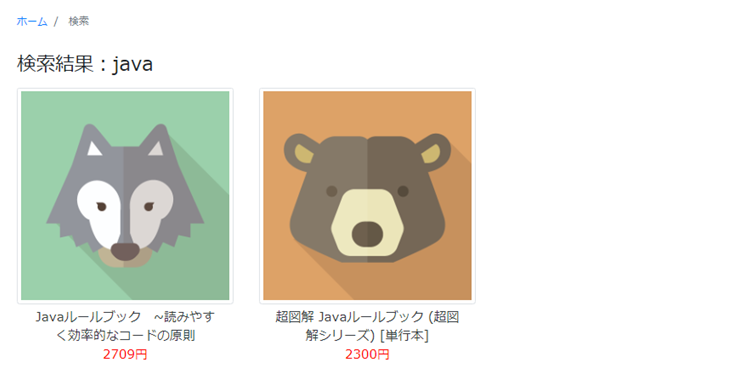 ホーム / 検索
検索結果：java
Javaルールブック　~読みやす
く効率的なコードの原則
2709円
超図解 Javaルールブック (超図
解シリーズ) [単行本]
2300円